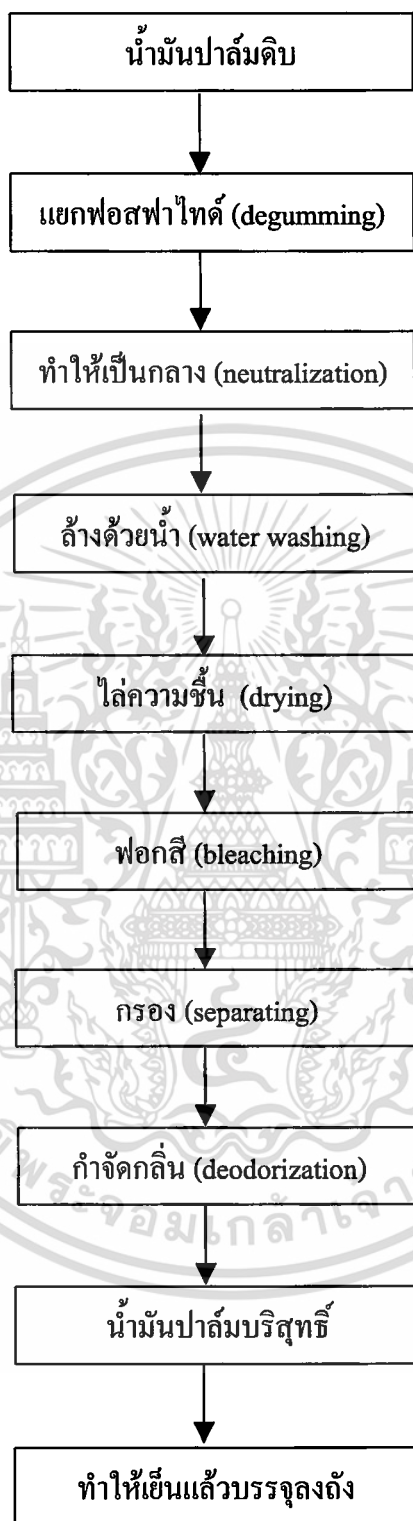 น้ำมันปาล์มดิบ
แยกฟอสฟาไทด์ (degumming)
ทำให้เป็นกลาง (neutralization)
ล้างด้วยน้ำ (water washing)
ไล่ความชื้น (drying)
ฟอกสี (bleaching)
กรอง (separating)
กำจัดกลิ่น (deodorization)
น้ำมันปาล์มบริสุทธิ์
ทำให้เย็นแล้วบรรจุลงถัง